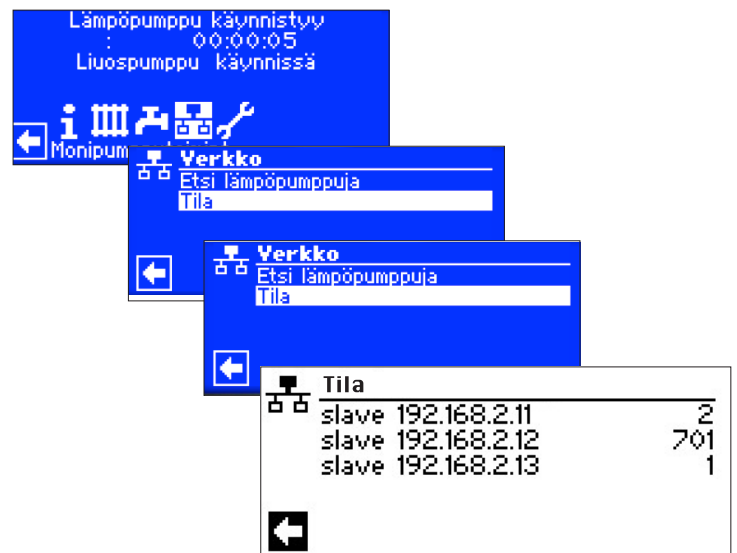 Lämpöpumppu käynnistyy
: 00:00:05
Liuospumppu käynnissä
Verkko
Etsi lämpöpumppuja
Tila
Verkko
Etsi lämpöpumppuja
Tila
Tila
slave 192.168.2.11 2
slave 192.168.2.12 701
slave 192.168.2.13 1